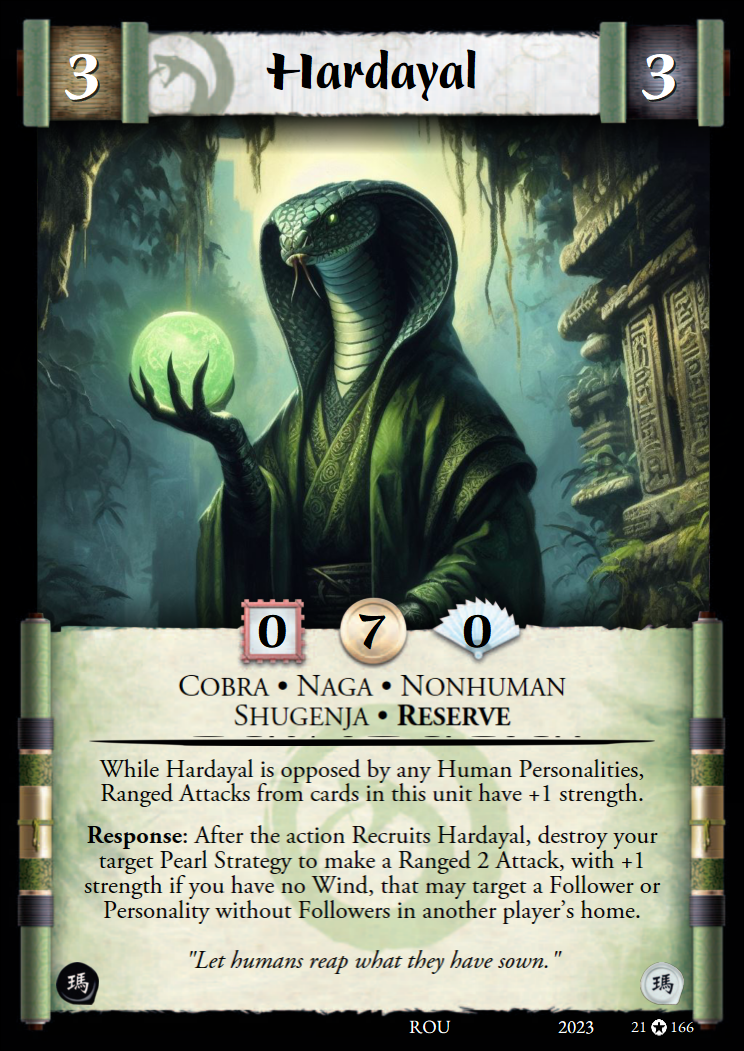 3 Hardayal 3
0 7 0
COBRA • NAGA • NONHUMAN
SHUGENJA • RESERVE
While Hardayal is opposed by any Human Personalities,
Ranged Attacks from cards in this unit have +1 strength.
Response: After the action Recruits Hardayal, destroy your
target Pearl Strategy to make a Ranged 2 Attack, with +1
strength if you have no Wind, that may target a Follower or
Personality without Followers in another player's home.
"Let humans reap what they have sown."
瑪 瑪
ROU 2023 21 166